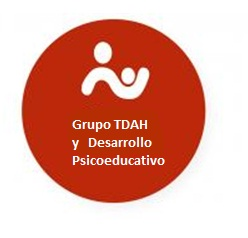 Grupo TDAH
y Desarrollo
Psicoeducativo